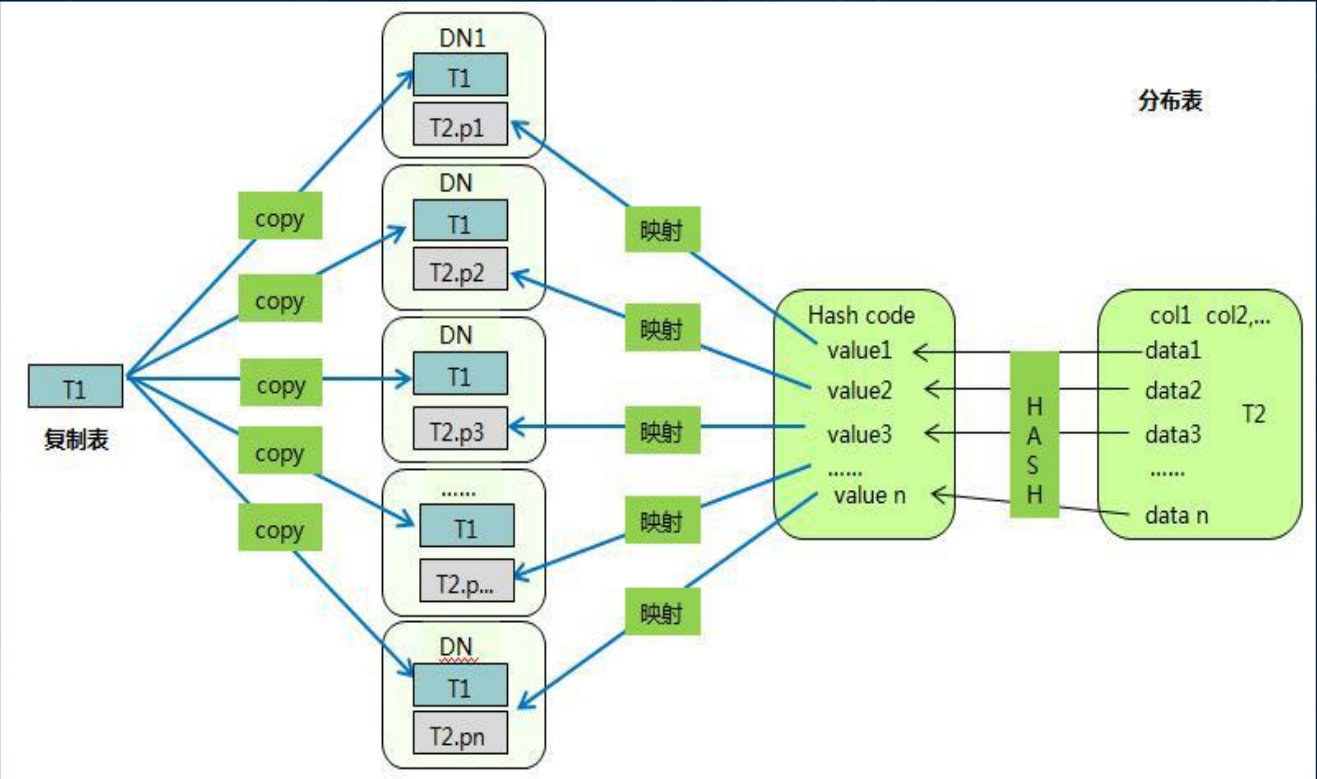 DN1
T1
T2.p1
分布表
DN
T1
T2.p2
DN
T1
T2.p3
……
T1
T2.p...
DN
T1
T2.pn
copy
copy
copy
copy
copy
T1
复制表
映射
映射
映射
映射
映射
Hash code
value1
value2
value3
......
value n
H
A
S
H
col1 col2,...
data1
data2
data3
......
data n
T2